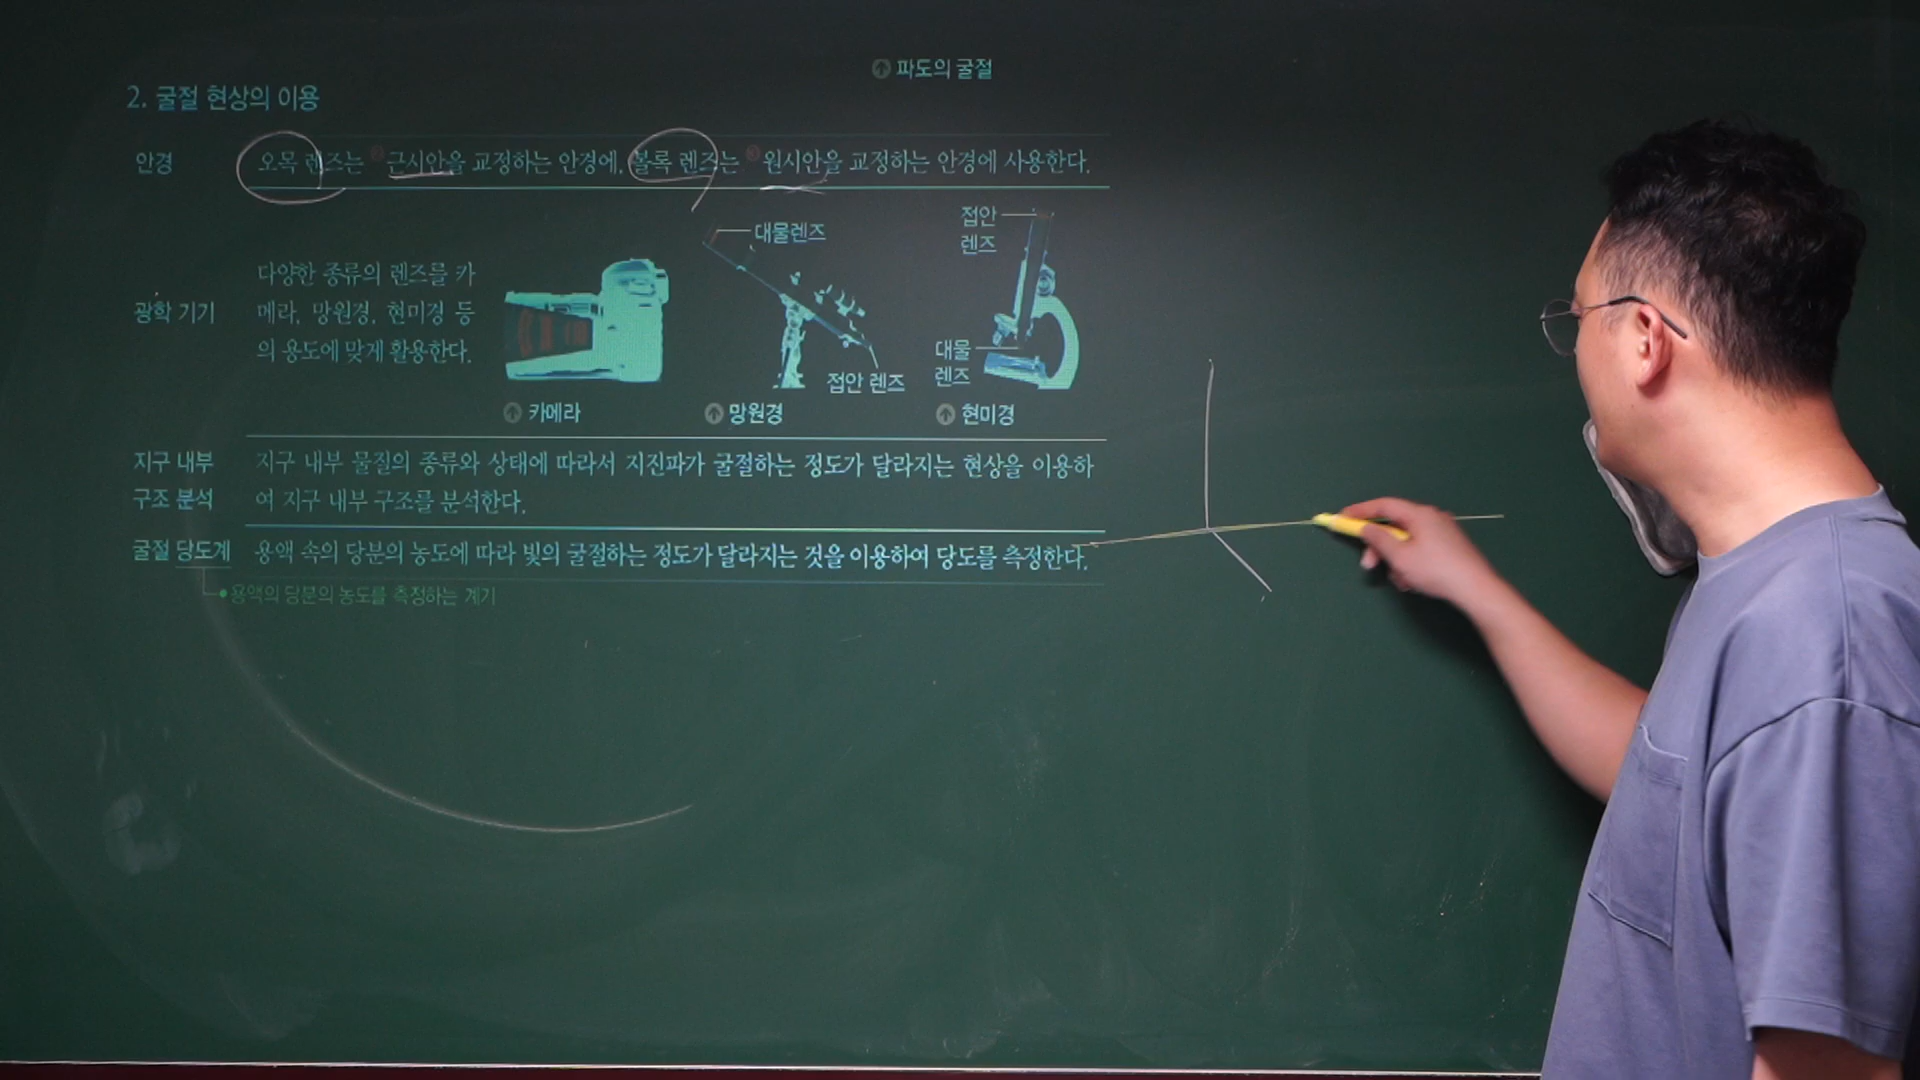 파도의 굴절
2. 굴절 현상의 이용
안경
오목 렌즈는 근시안을 교정하는 안경에, 볼록 렌즈는 원시안을 교정하는 안경에 사용한다.
광학 기기
다양한 종류의 렌즈를 카
메라, 망원경, 현미경 등
의 용도에 맞게 활용한다.
카메라
대물렌즈
접안 렌즈
망원경
접안
렌즈
대물
렌즈
현미경
지구 내부
구조 분석
지구 내부 물질의 종류와 상태에 따라서 지진파가 굴절하는 정도가 달라지는 현상을 이용하
여 지구 내부 구조를 분석한다.
굴절 당도계
용액 속의 당분의 농도에 따라 빛의 굴절하는 정도가 달라지는 것을 이용하여 당도를 측정한다.
용액의 당분의 농도를 측정하는 계기